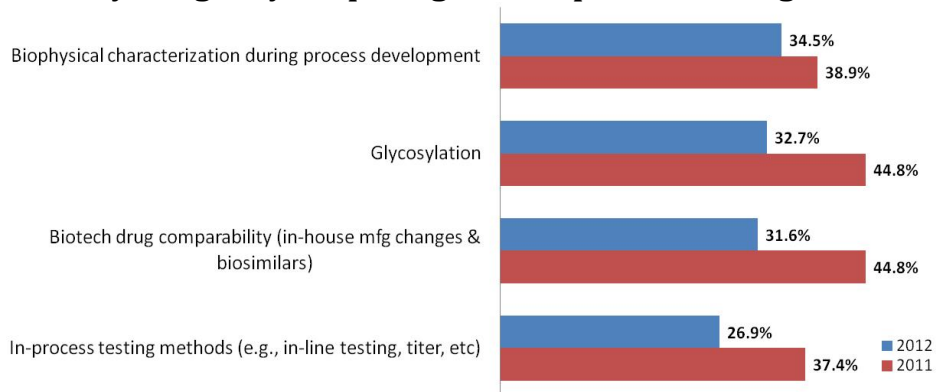 Biophysical characterization during process development
34.5%
38.9%
Glycosylation
32.7%
44.8%
Biotech drug comparability (in-house mfg changes &
biosimilars)
31.6%
44.8%
In-process testing methods (e.g., in-line testing, titer, etc)
26.9%
37.4%
2012
2011